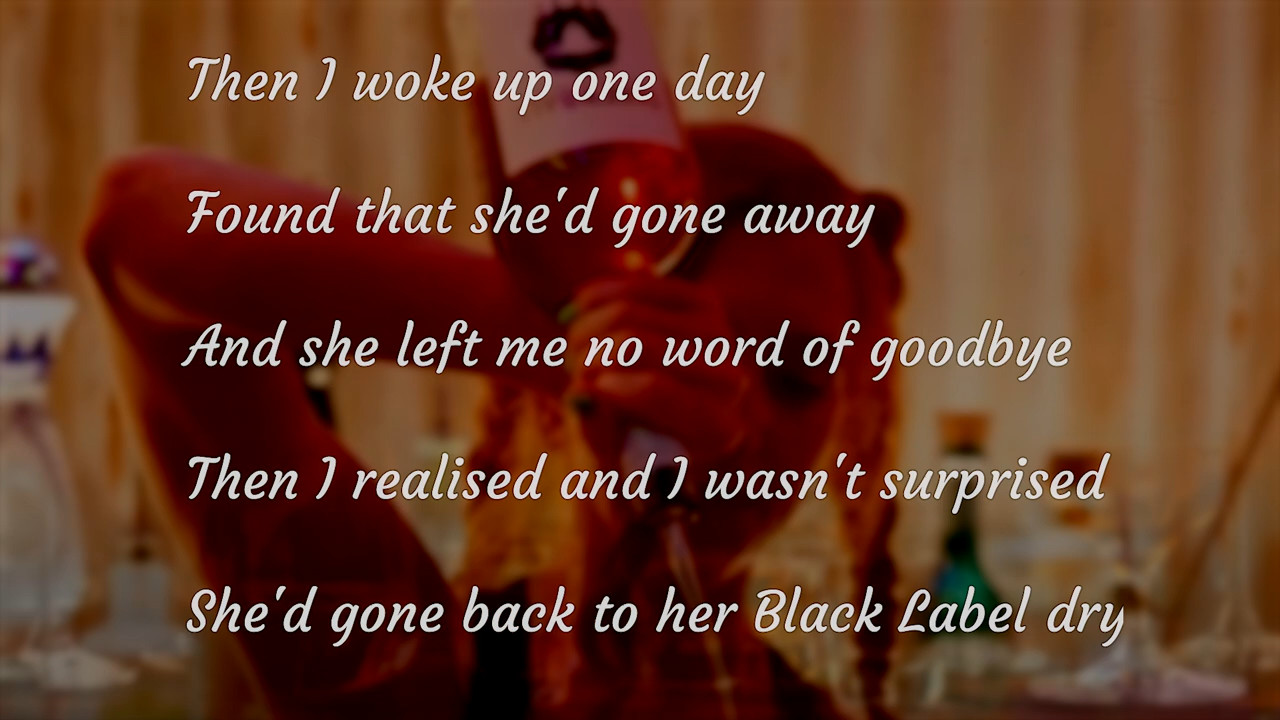 Then I woke up one day
Found that she'd gone away
And she left me no word of goodbye
Then I realised and I wasn't surprised
She'd gone back to her Black Label dry